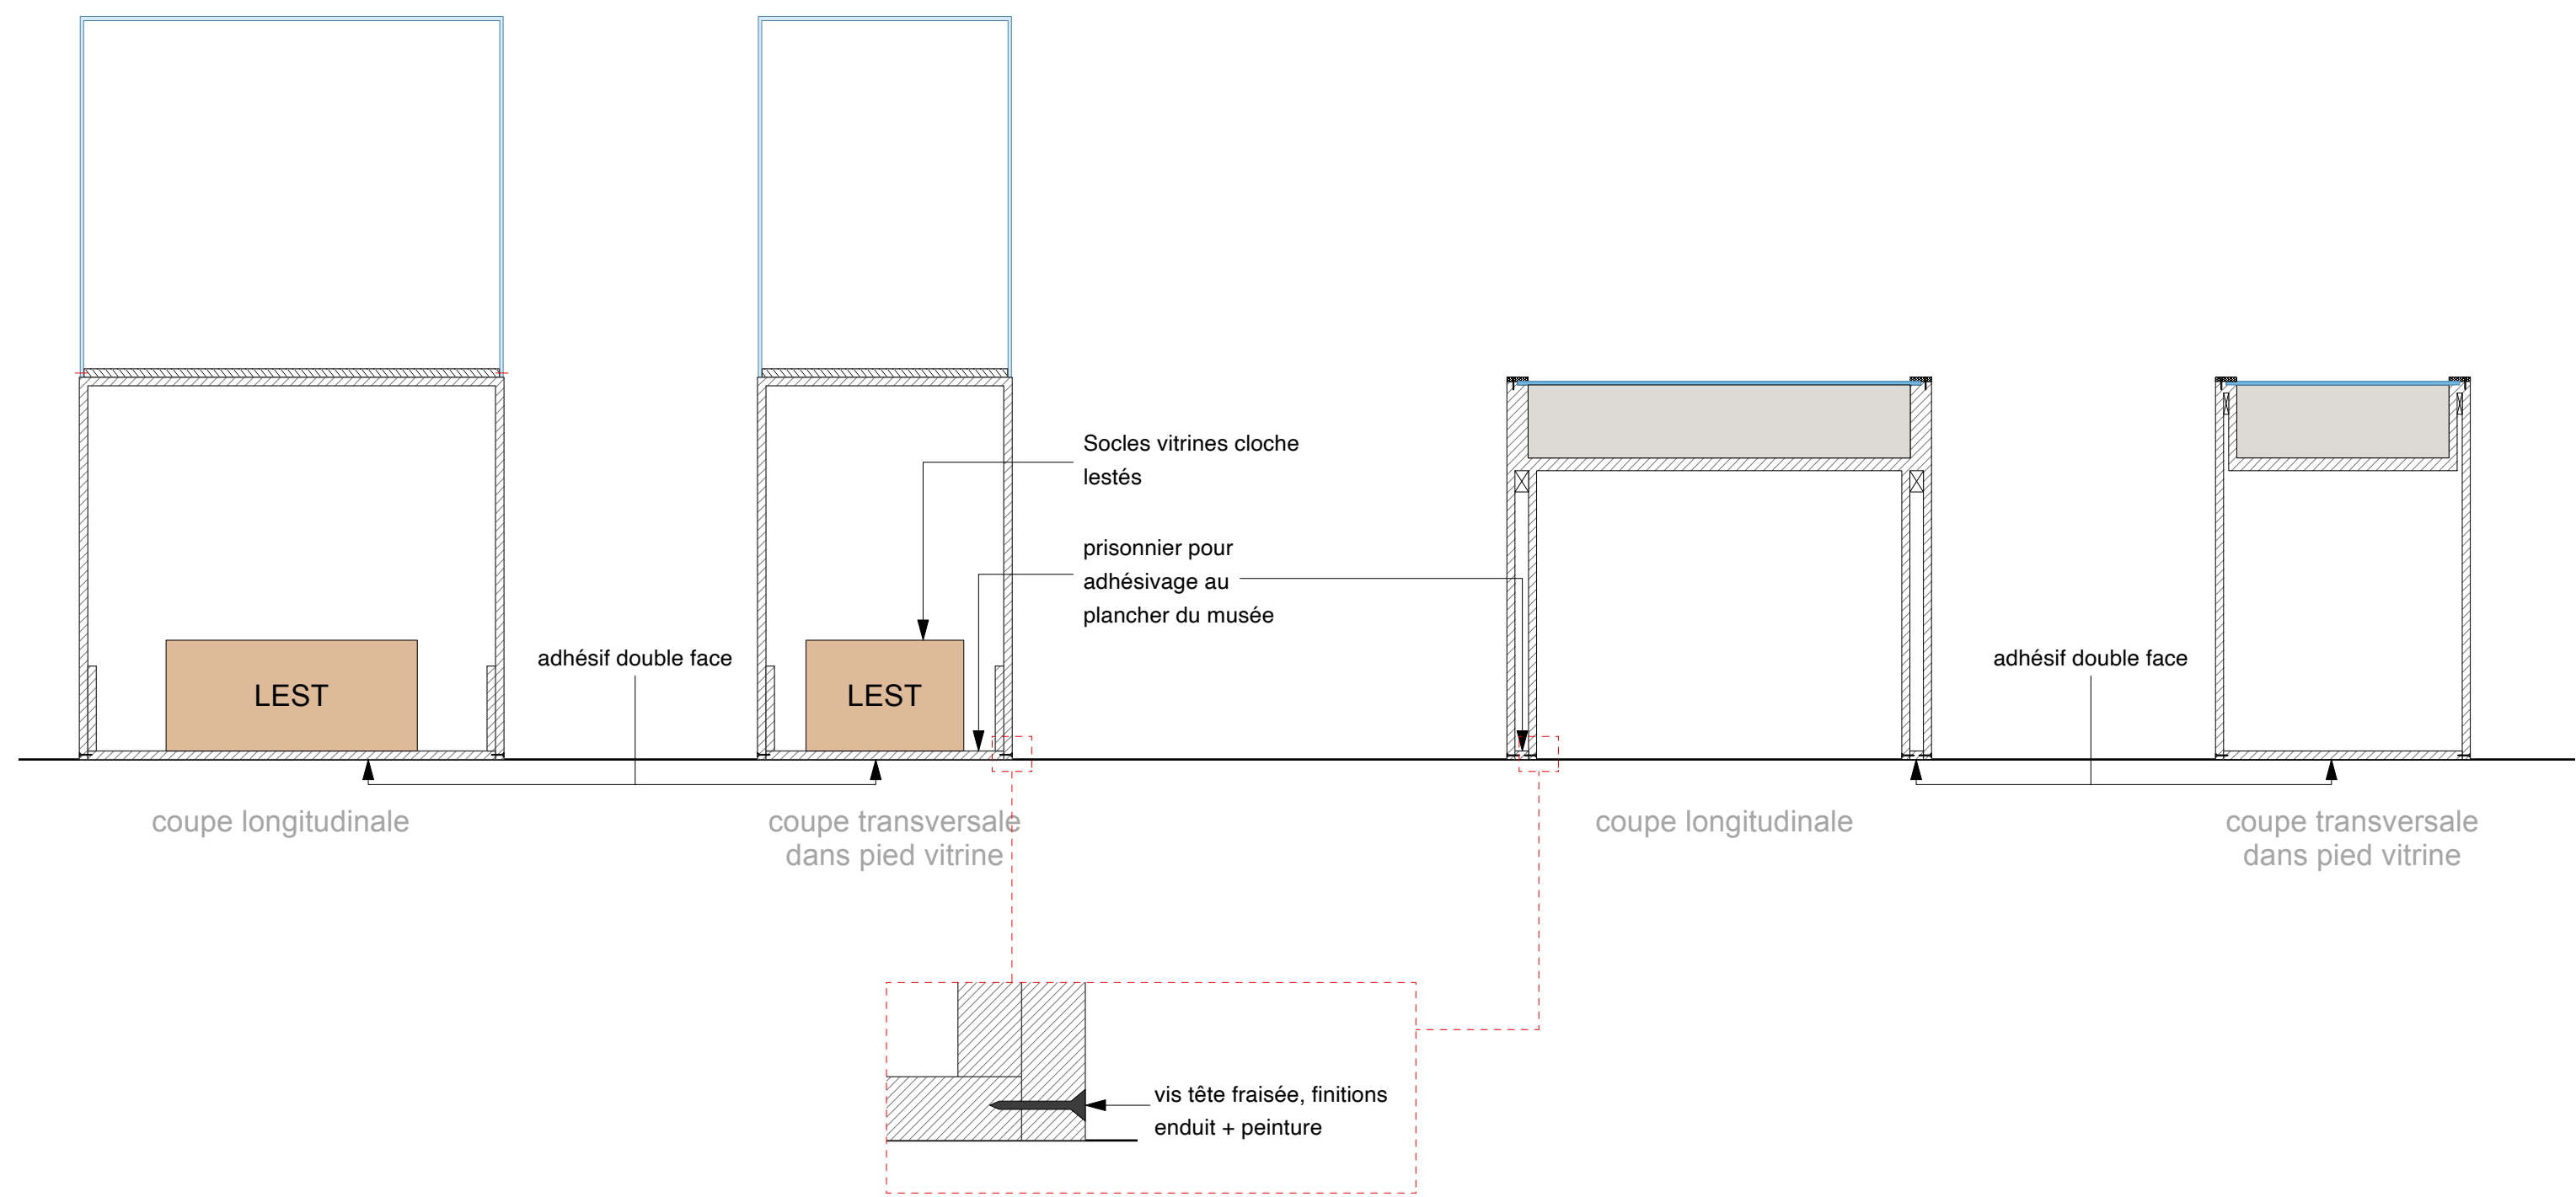 Socles vitrines cloche
lestés
prisonnier pour
adhésivage au
plancher du musée
adhésif double face
adhésif double face
LEST
LEST
coupe longitudinale
coupe transversale
dans pied vitrine
coupe longitudinale
coupe transversale
dans pied vitrine
vis tête fraisée, finitions
enduit + peinture